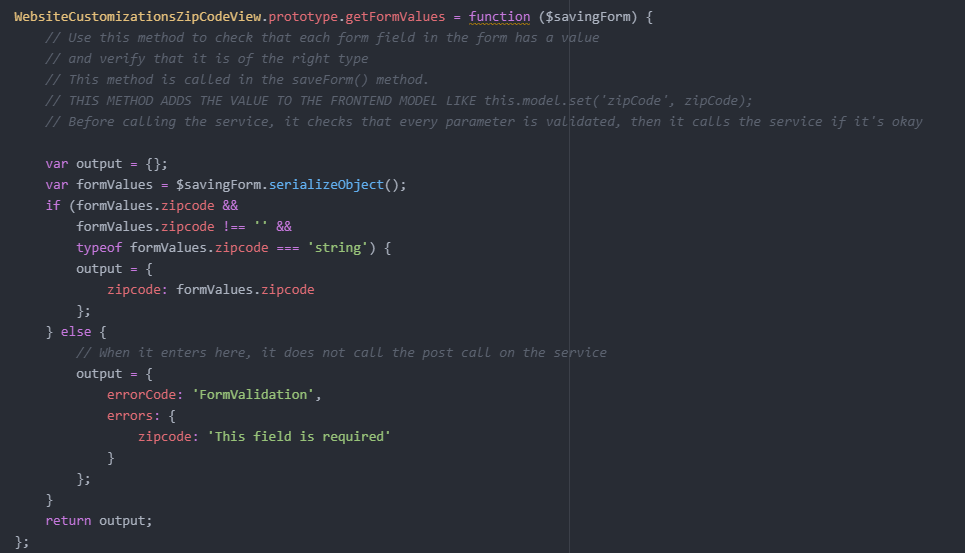 WebsiteCustomizationsZipCodeView.prototype.getFormValues = function ($savingForm) {
    // Use this method to check that each form field in the form has a value
    // and verify that it is of the right type
    // This method is called in the saveForm() method.
    // THIS METHOD ADDS THE VALUE TO THE FRONTEND MODEL LIKE this.model.set('zipCode', zipCode);
    // Before calling the service, it checks that every parameter is validated, then it calls the service if it's okay

    var output = {};
    var formValues = $savingForm.serializeObject();
    if (formValues.zipcode &&
        formValues.zipcode !== '' &&
        typeof formValues.zipcode === 'string') {
        output = {
            zipcode: formValues.zipcode
        };
    } else {
        // When it enters here, it does not call the post call on the service
        output = {
            errorCode: 'FormValidation',
            errors: {
                zipcode: 'This field is required'
            }
        };
    }
    return output;
};